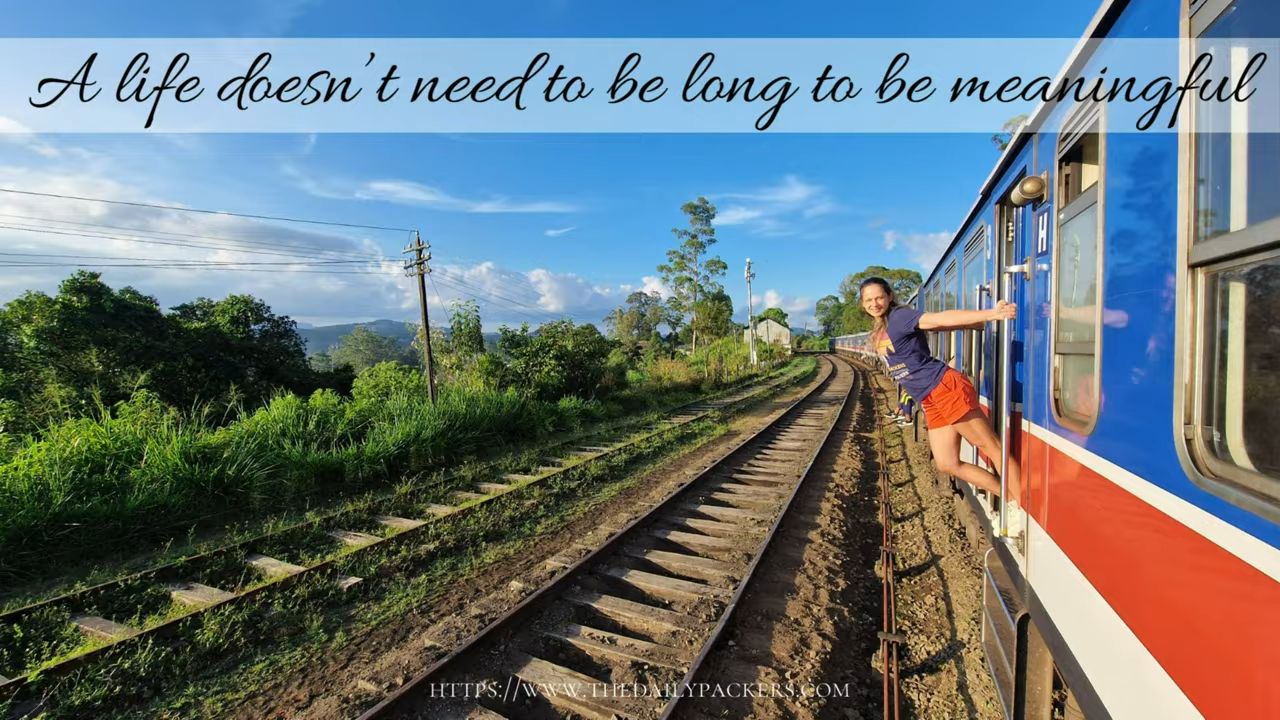 A life doesn't need to be long to be meaningful
H
HTTPS://WWW.THEDAILYPACKERS.COM